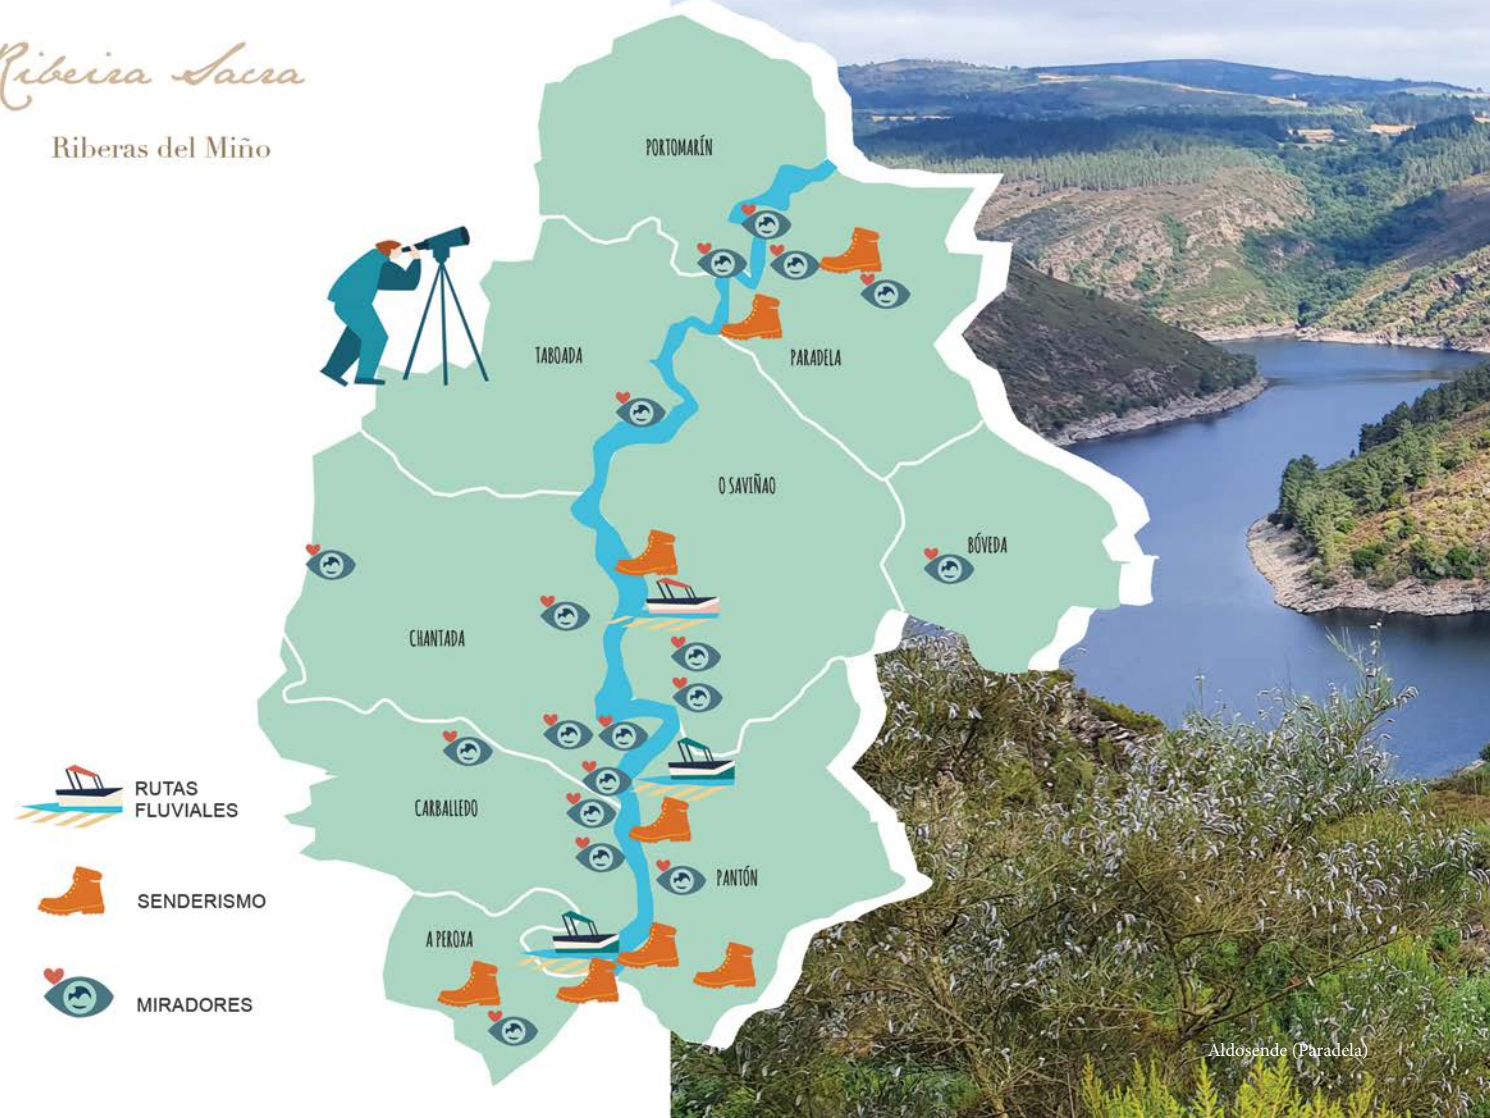 Ribeira Sacra
Riberas del Miño
PORTOMARÍN
TABOADA
PARADELA
O SAVIÑAO
BÓVEDA
CHANTADA
CARBALLEDO
PANTÓN
A PEROXA
RUTAS
FLUVIALES
SENDERISMO
MIRADORES
Aldosende (Paradela)